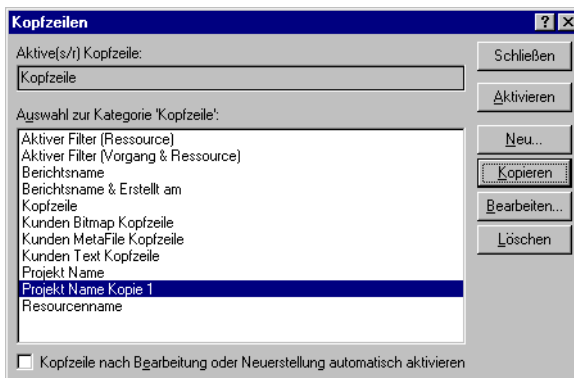 Kopfzeilen
Aktive(s/r) Kopfzeile:
Kopfzeile
Auswahl zur Kategorie 'Kopfzeile':
Aktiver Filter (Ressource)
Aktiver Filter (Vorgang & Ressource)
Berichtsname
Berichtsname & Erstellt am
Kopfzeile
Kunden Bitmap Kopfzeile
Kunden MetaFile Kopfzeile
Kunden Text Kopfzeile
Projekt Name
Projekt Name Kopie 1
Resourcenname
Kopfzeile nach Bearbeitung oder Neuerstellung automatisch aktivieren
Schließen
Aktivieren
Neu...
Kopieren
Bearbeiten...
Löschen